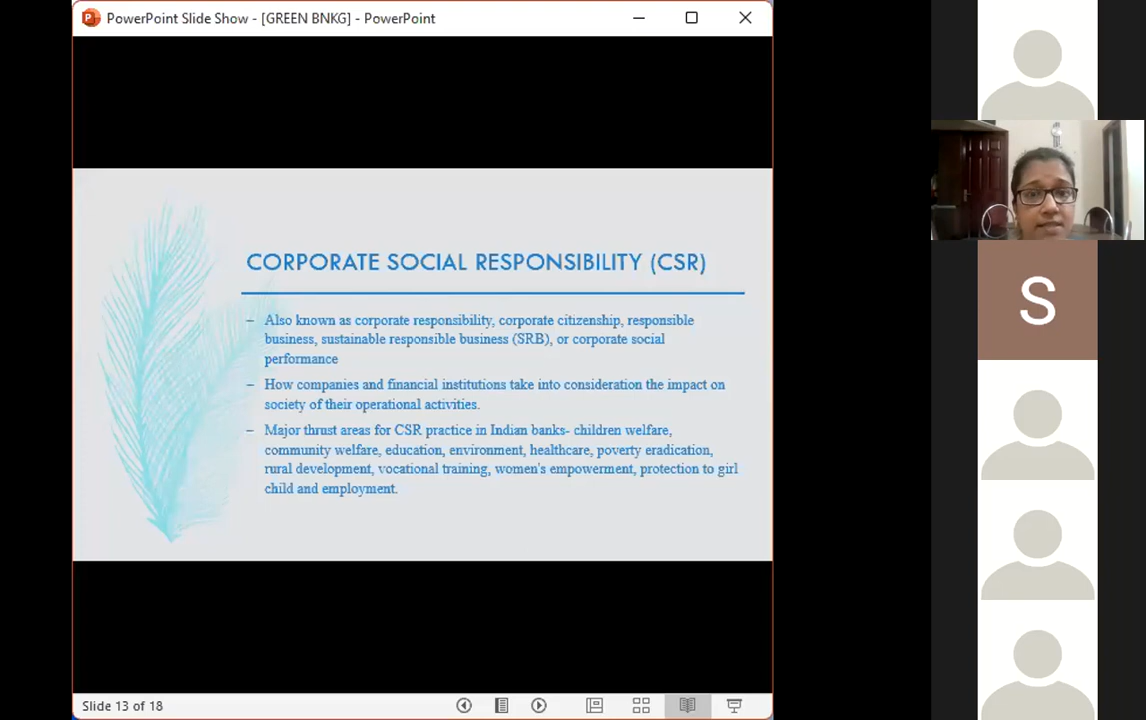 PowerPoint Slide Show - [GREEN BNKG] - PowerPoint
CORPORATE SOCIAL RESPONSIBILITY (CSR)
– Also known as corporate responsibility, corporate citizenship, responsible
business, sustainable responsible business (SRB), or corporate social
performance
– How companies and financial institutions take into consideration the impact on
society of their operational activities.
– Major thrust areas for CSR practice in Indian banks- children welfare,
community welfare, education, environment, healthcare, poverty eradication,
rural development, vocational training, women's empowerment, protection to girl
child and employment.
S
Slide 13 of 18